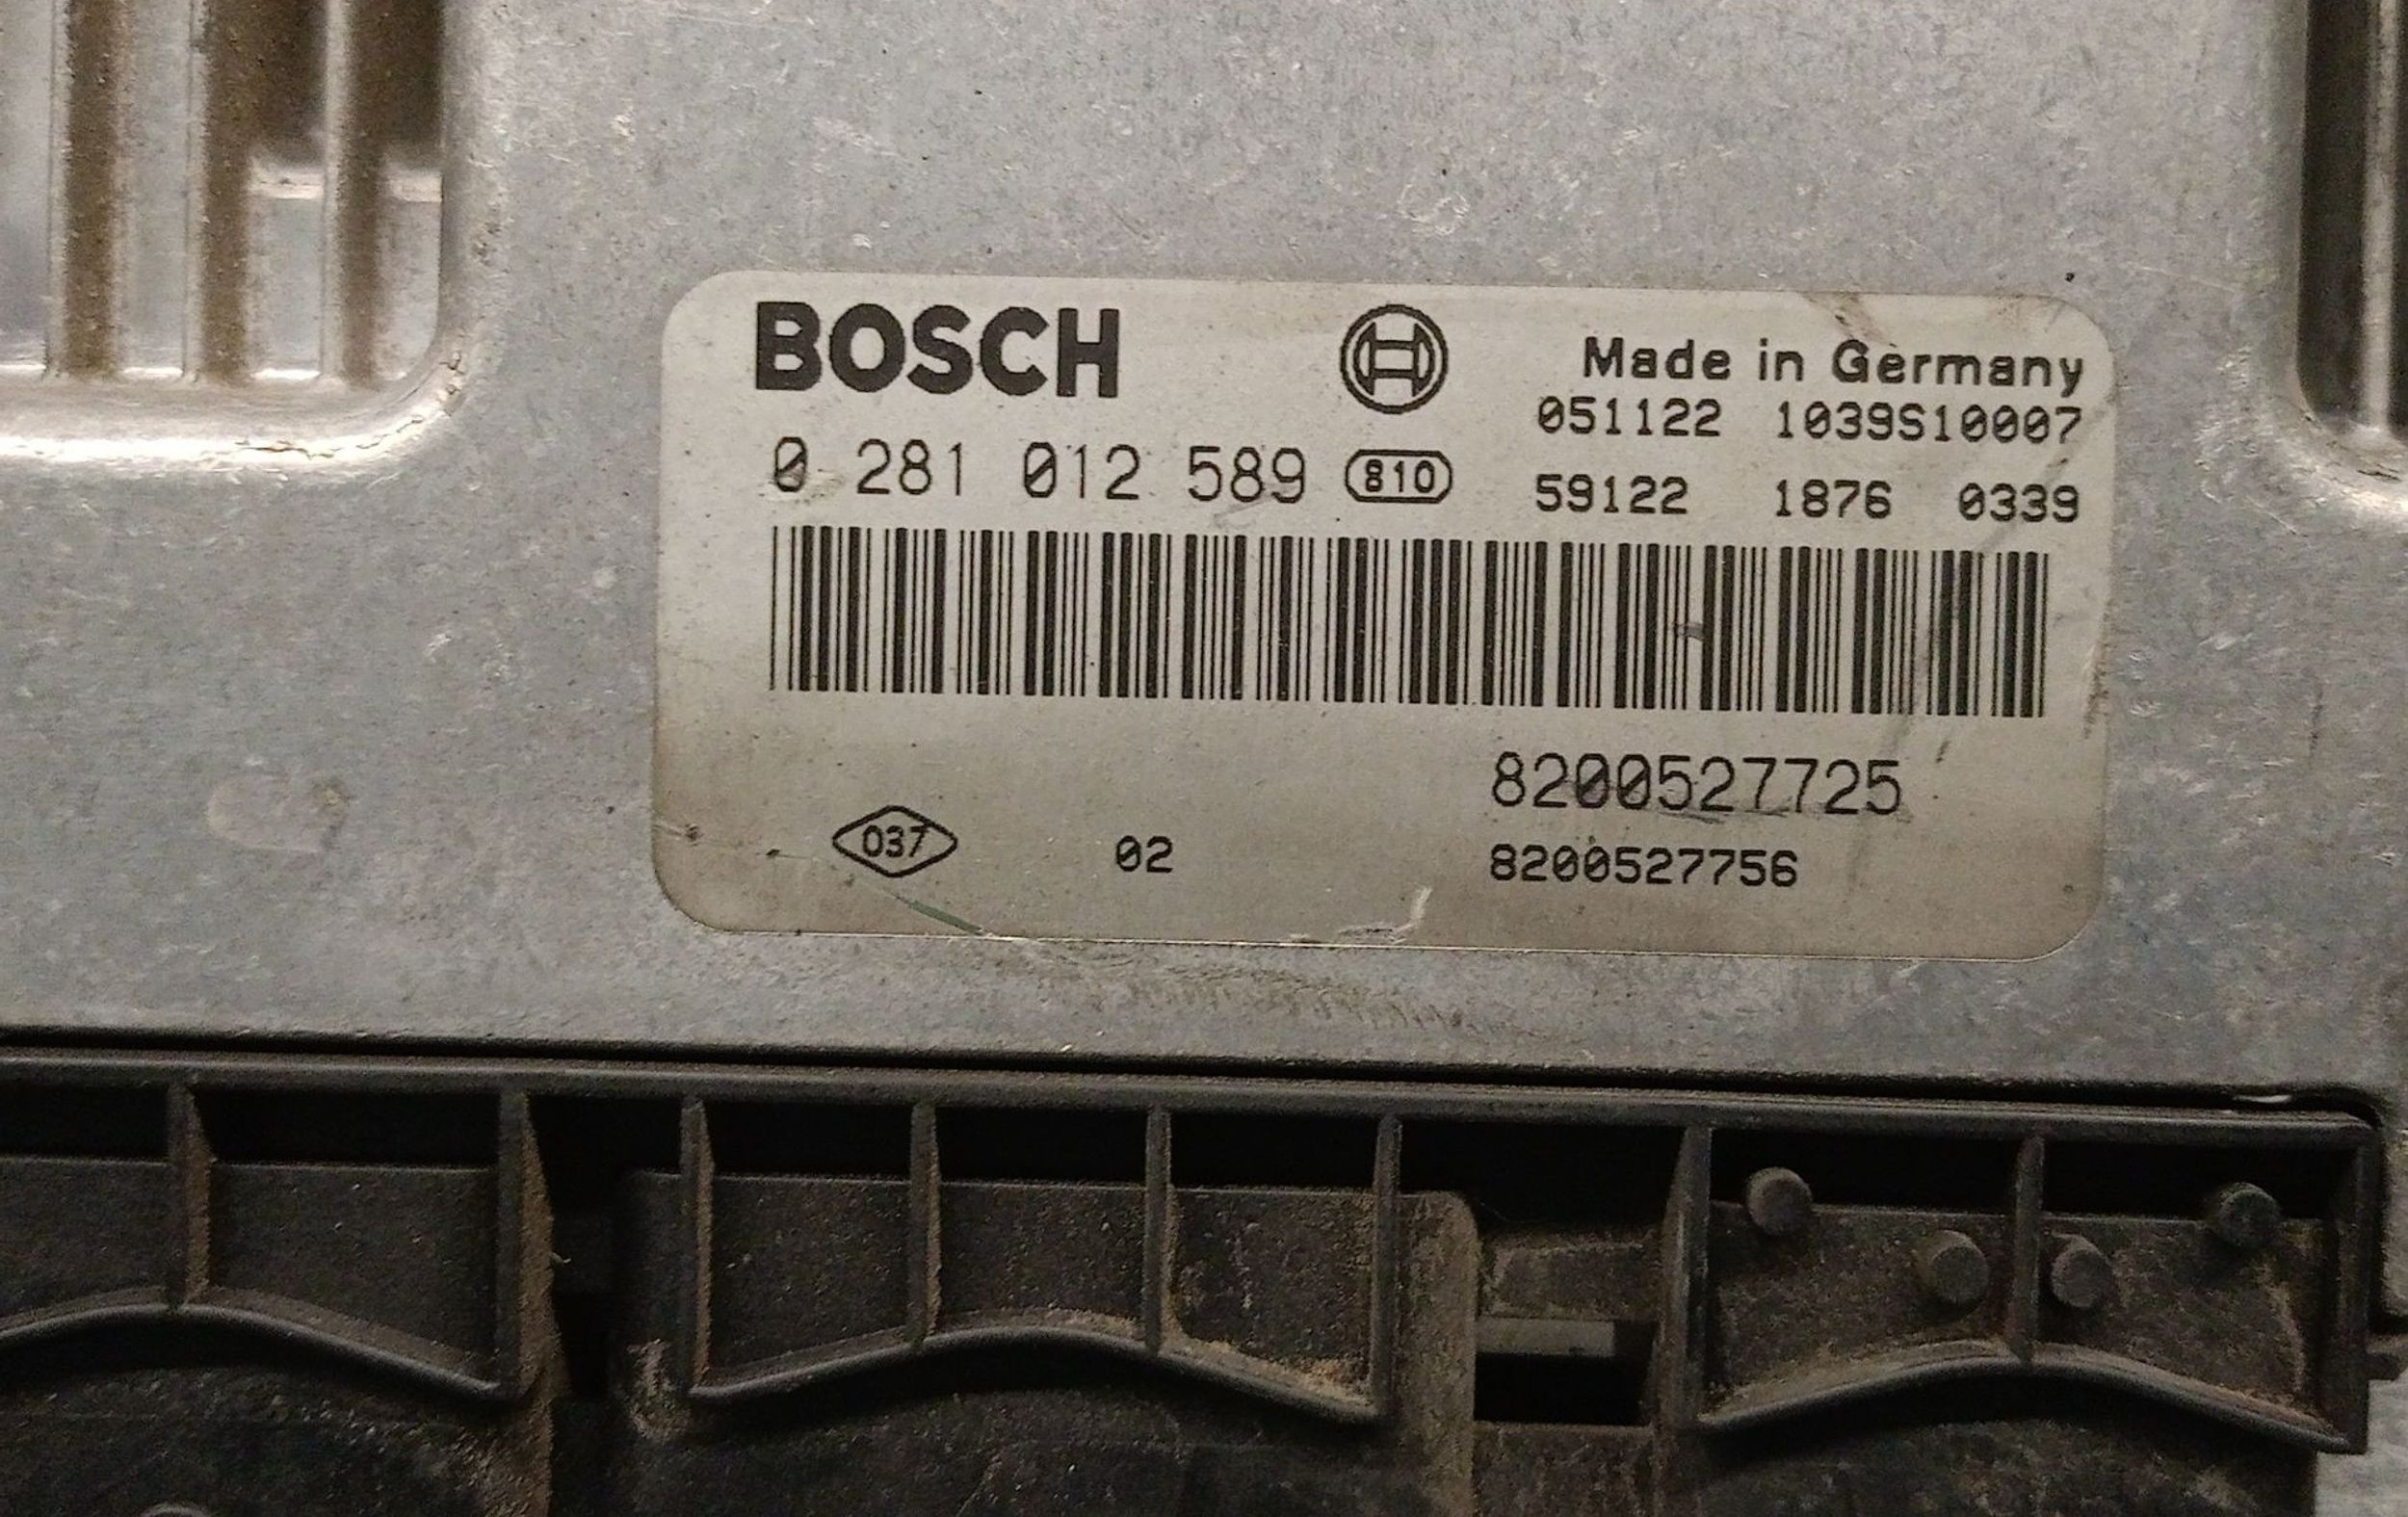 BOSCH
Made in Germany
051122 1039S10007
0 281 012 589 810
59122 1876 0339
8200527725
037 02 8200527756